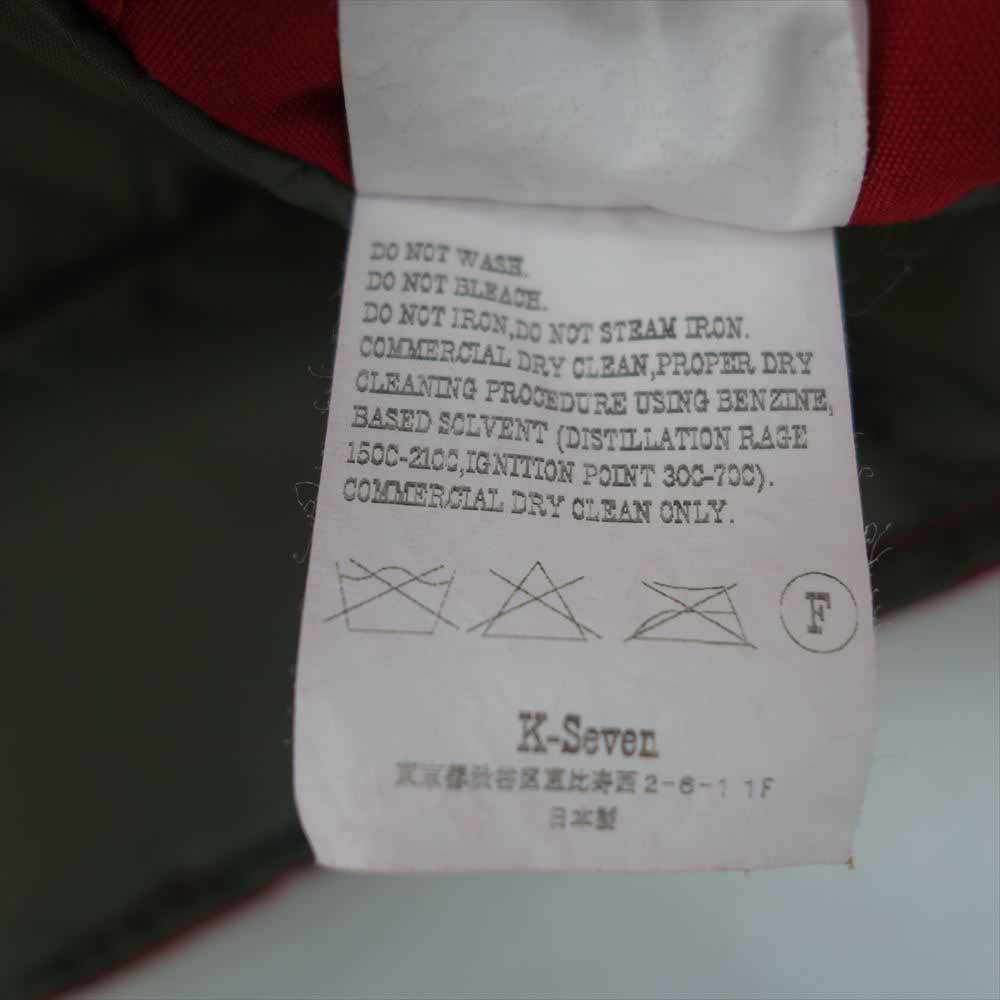 DO NOT WASH.
DO NOT BLEACH.
DO NOT IRON,DO NOT STEAM IRON.
COMMERCIAL DRY CLEAN,PROPER DRY
CLEANING PROCEDURE USING BENZINE,
BASED SOLVENT (DISTILLATION RAGE
150C-210C,IGNITION POINT 30C-70C).
COMMERCIAL DRY CLEAN ONLY.
F
K-Seven
東京都渋谷区恵比寿西2-6-1 1F
日本製